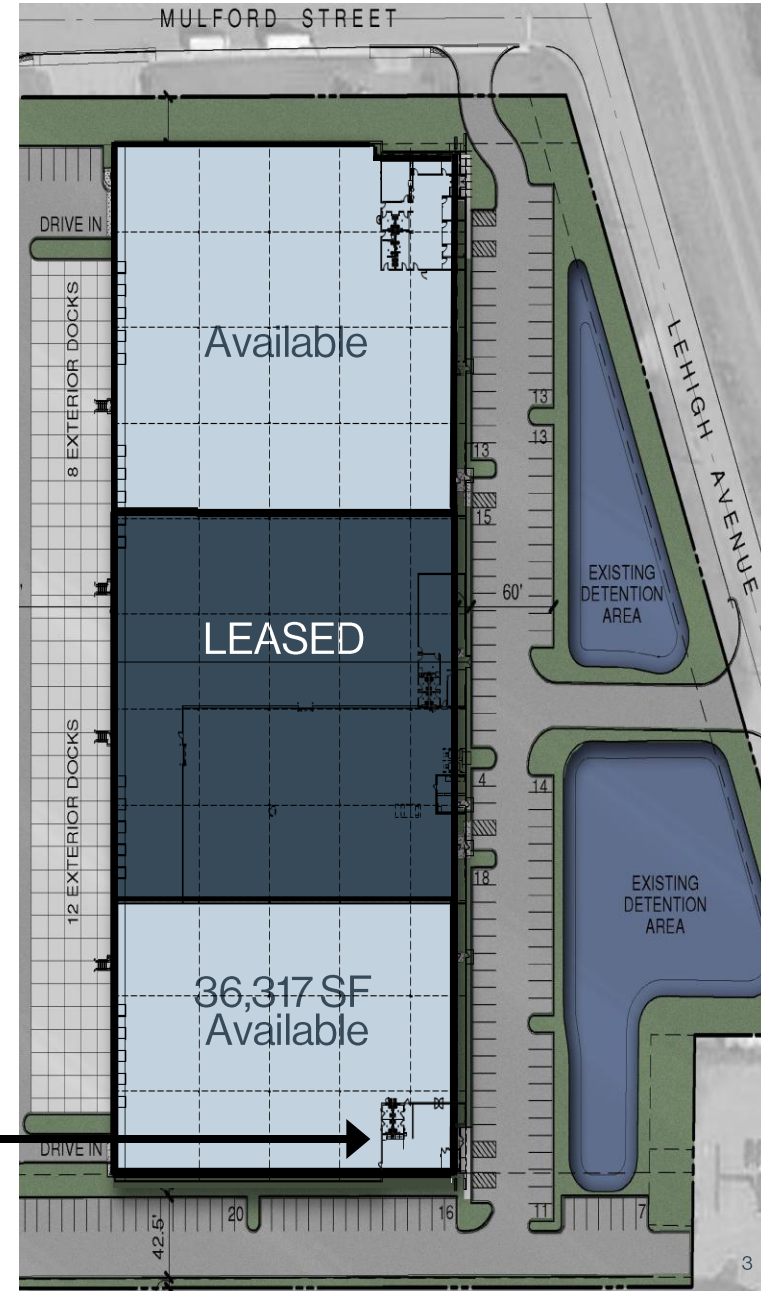 MULFORD STREET
DRIVE IN
8 EXTERIOR DOCKS
Available
LEHIGH AVENUE
13
13
13
15
60'
EXISTING
DETENTION
AREA
LEASED
12 EXTERIOR DOCKS
4
14
18
EXISTING
DETENTION
AREA
36,317 SF
Available
DRIVE IN
20
16
11
7
42.5'
3